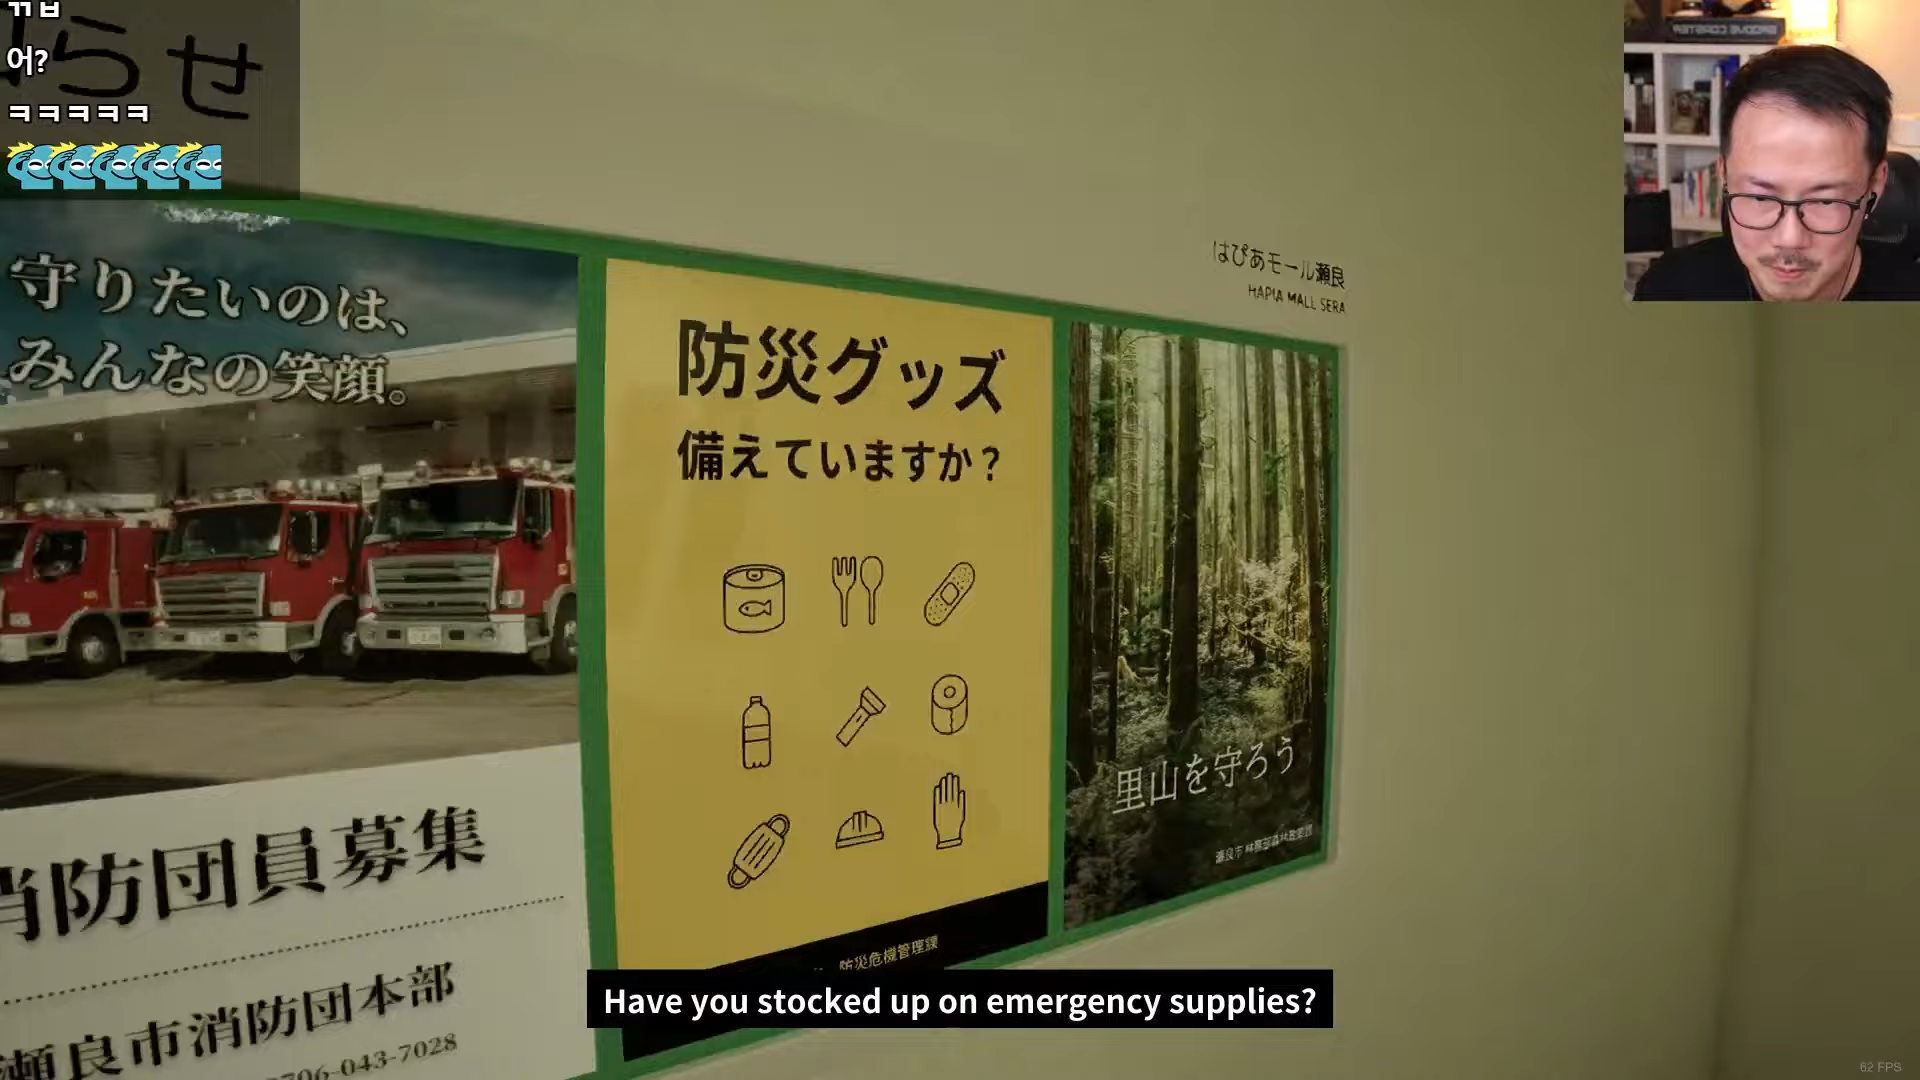 어?
らせ
ㅋㅋㅋㅋㅋ
守りたいのは、
みんなの笑顔。
消防団員募集
瀬良市消防団本部
706-043-7028
防災グッズ
備えていますか？
防災危機管理課
はぴあモール瀬良
HAPIA MALL SERA
里山を守ろう
Have you stocked up on emergency supplies?
62 FPS